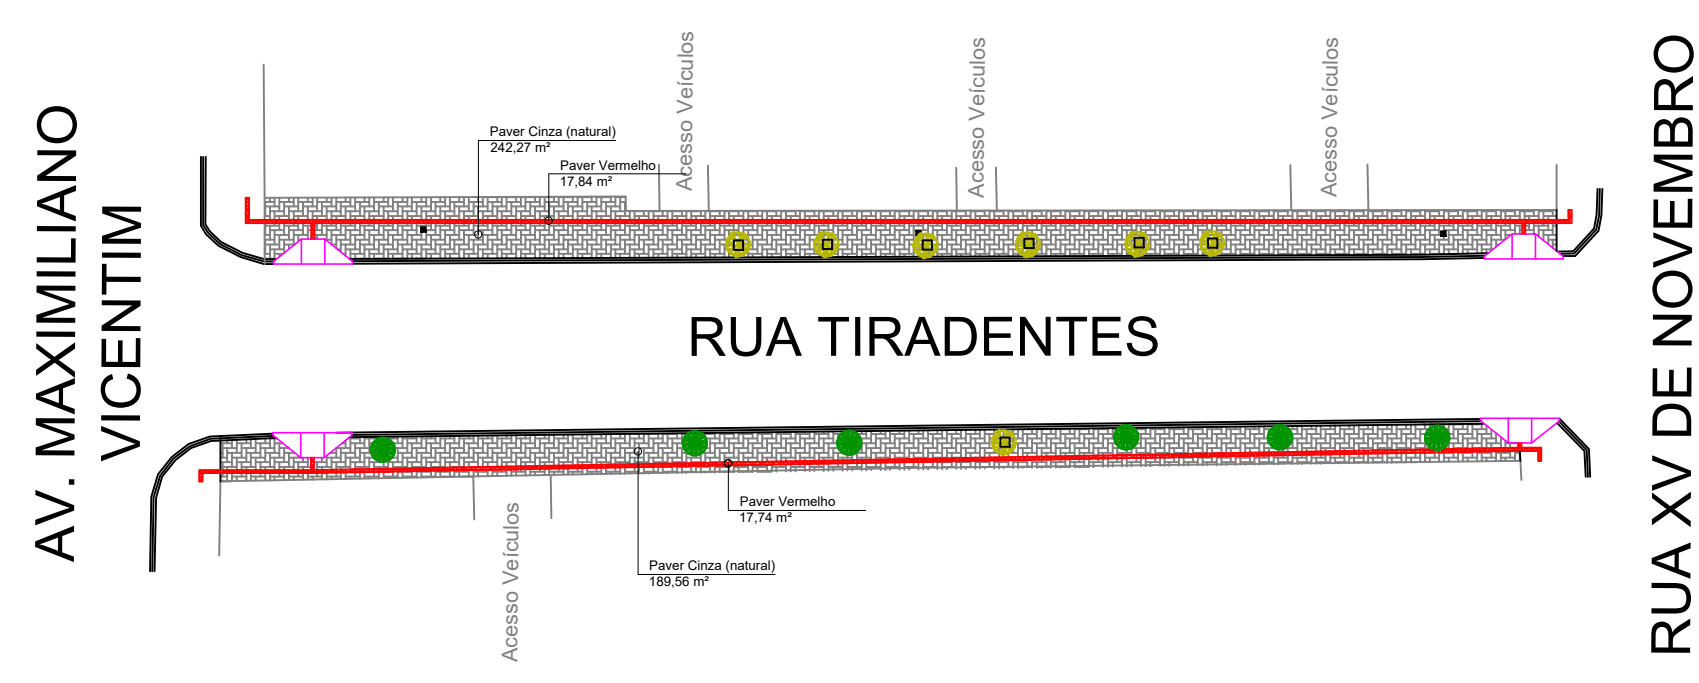 AV. MAXIMILIANO
VICENTIM
Acesso Veículos
Acesso Veículos
Acesso Veículos
Paver Cinza (natural)
242,27 m²
Paver Vermelho
17,84 m²
RUA TIRADENTES
Paver Vermelho
17,74 m²
Paver Cinza (natural)
189,56 m²
Acesso Veículos
RUA XV DE NOVEMBRO